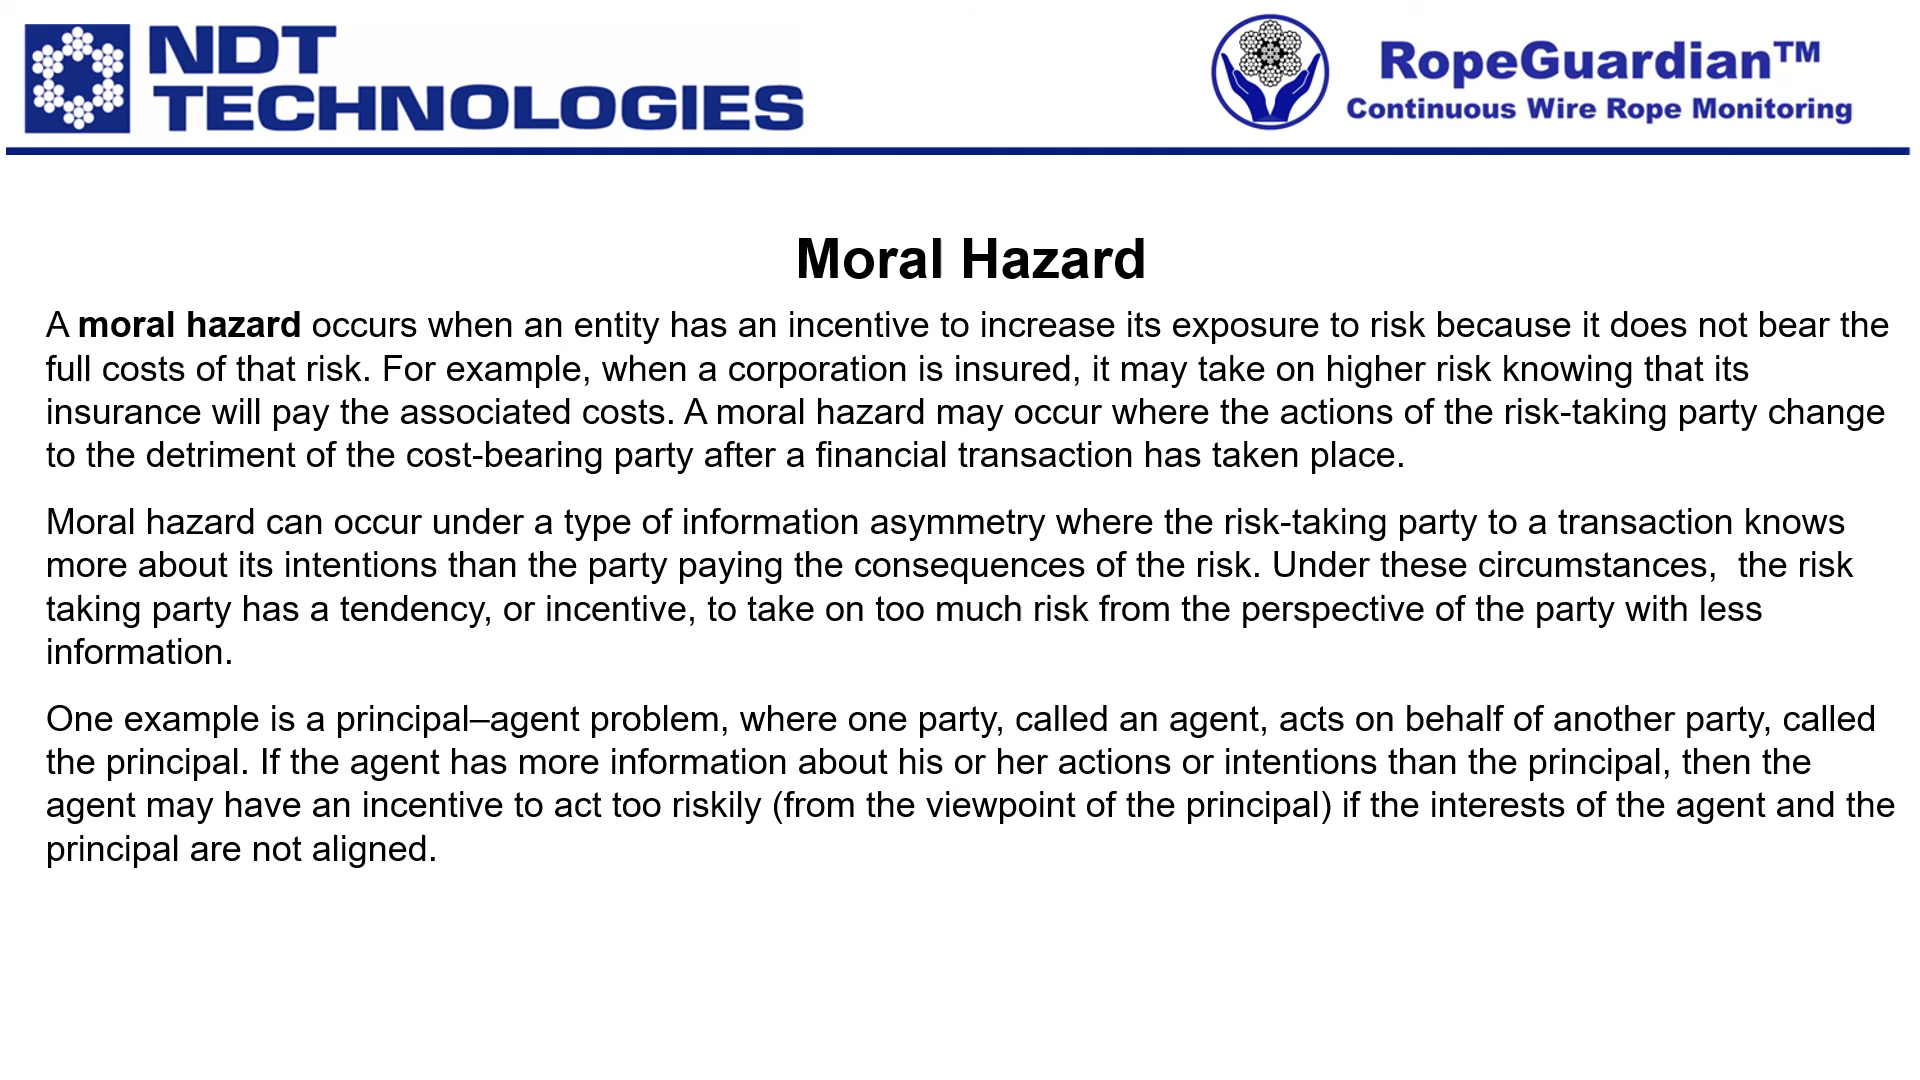 NDT
TECHNOLOGIES
RopeGuardian™
Continuous Wire Rope Monitoring
Moral Hazard
A moral hazard occurs when an entity has an incentive to increase its exposure to risk because it does not bear the
full costs of that risk. For example, when a corporation is insured, it may take on higher risk knowing that its
insurance will pay the associated costs. A moral hazard may occur where the actions of the risk-taking party change
to the detriment of the cost-bearing party after a financial transaction has taken place.
Moral hazard can occur under a type of information asymmetry where the risk-taking party to a transaction knows
more about its intentions than the party paying the consequences of the risk. Under these circumstances,  the risk
taking party has a tendency, or incentive, to take on too much risk from the perspective of the party with less
information.
One example is a principal–agent problem, where one party, called an agent, acts on behalf of another party, called
the principal. If the agent has more information about his or her actions or intentions than the principal, then the
agent may have an incentive to act too riskily (from the viewpoint of the principal) if the interests of the agent and the
principal are not aligned.